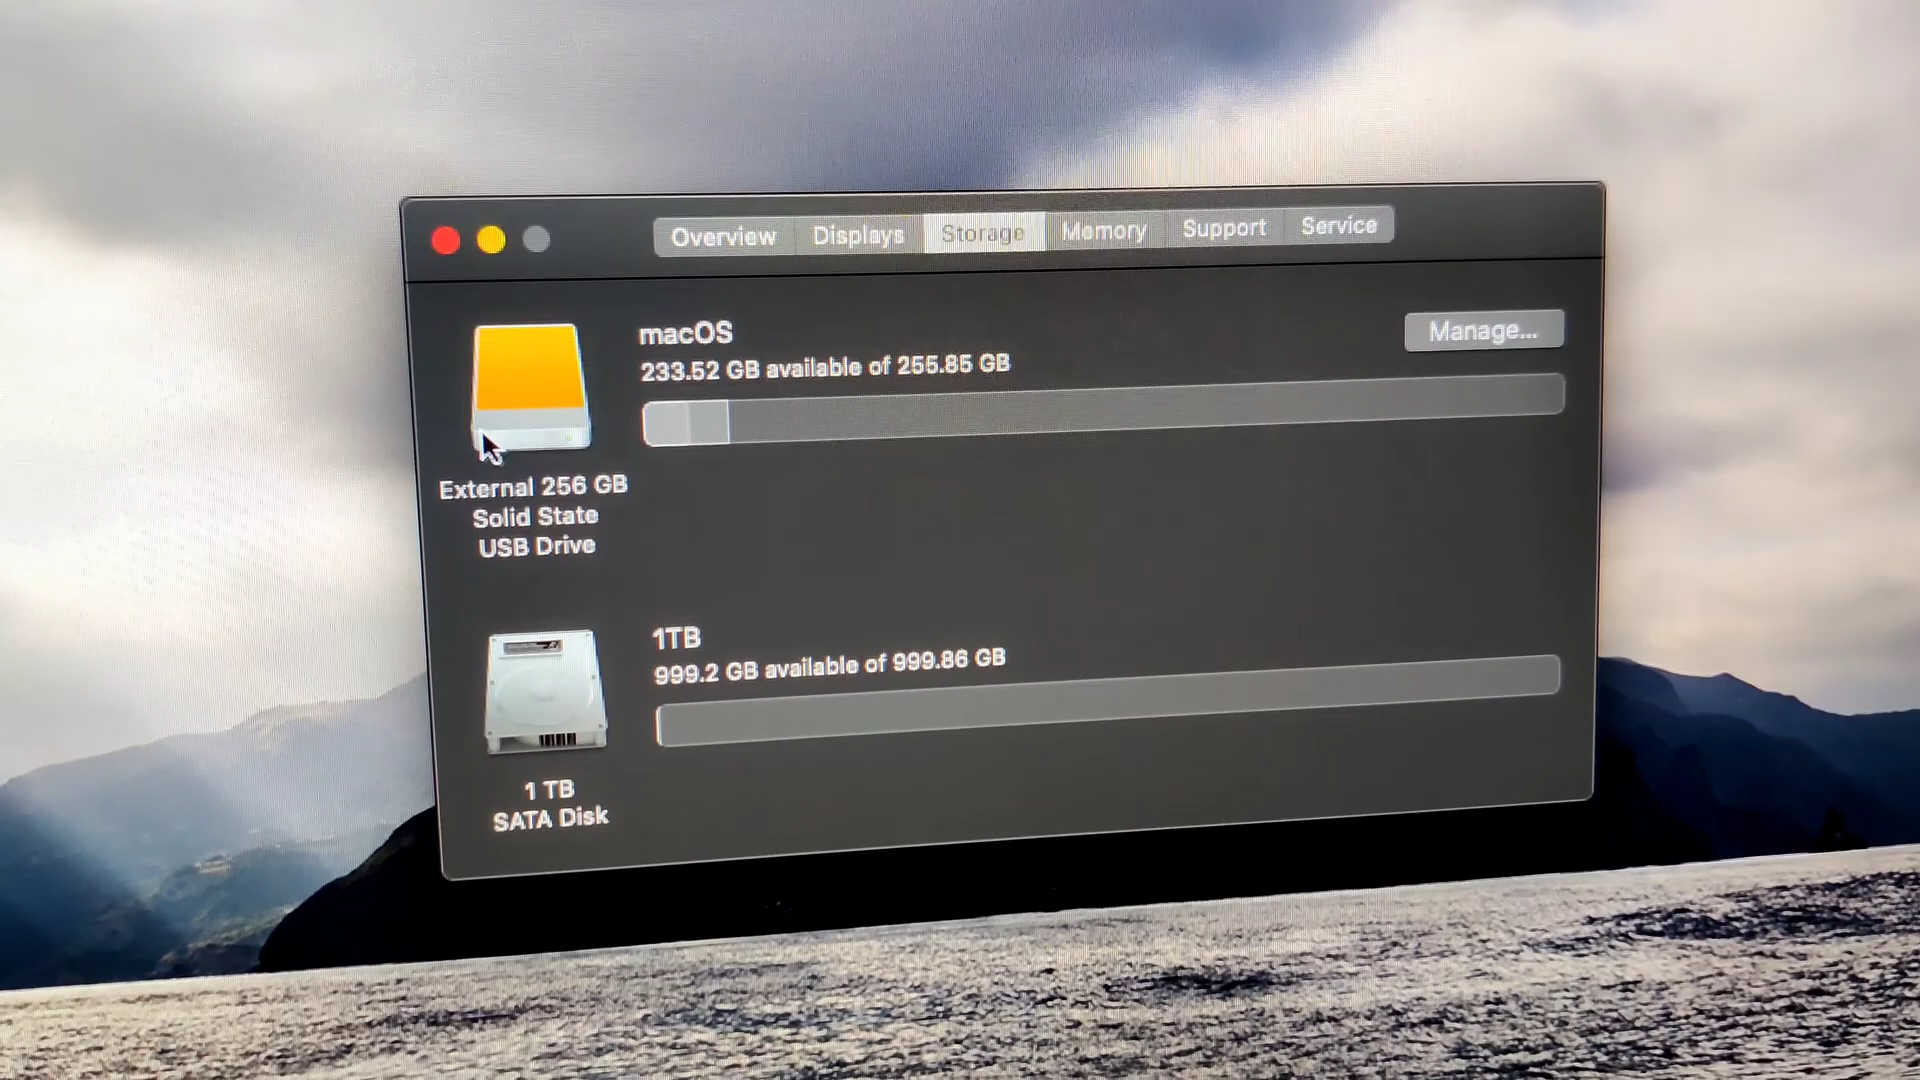 Overview Displays Storage Memory Support Service
macOS
233.52 GB available of 255.85 GB
Manage...
External 256 GB
Solid State
USB Drive
1TB
999.2 GB available of 999.86 GB
1 TB
SATA Disk